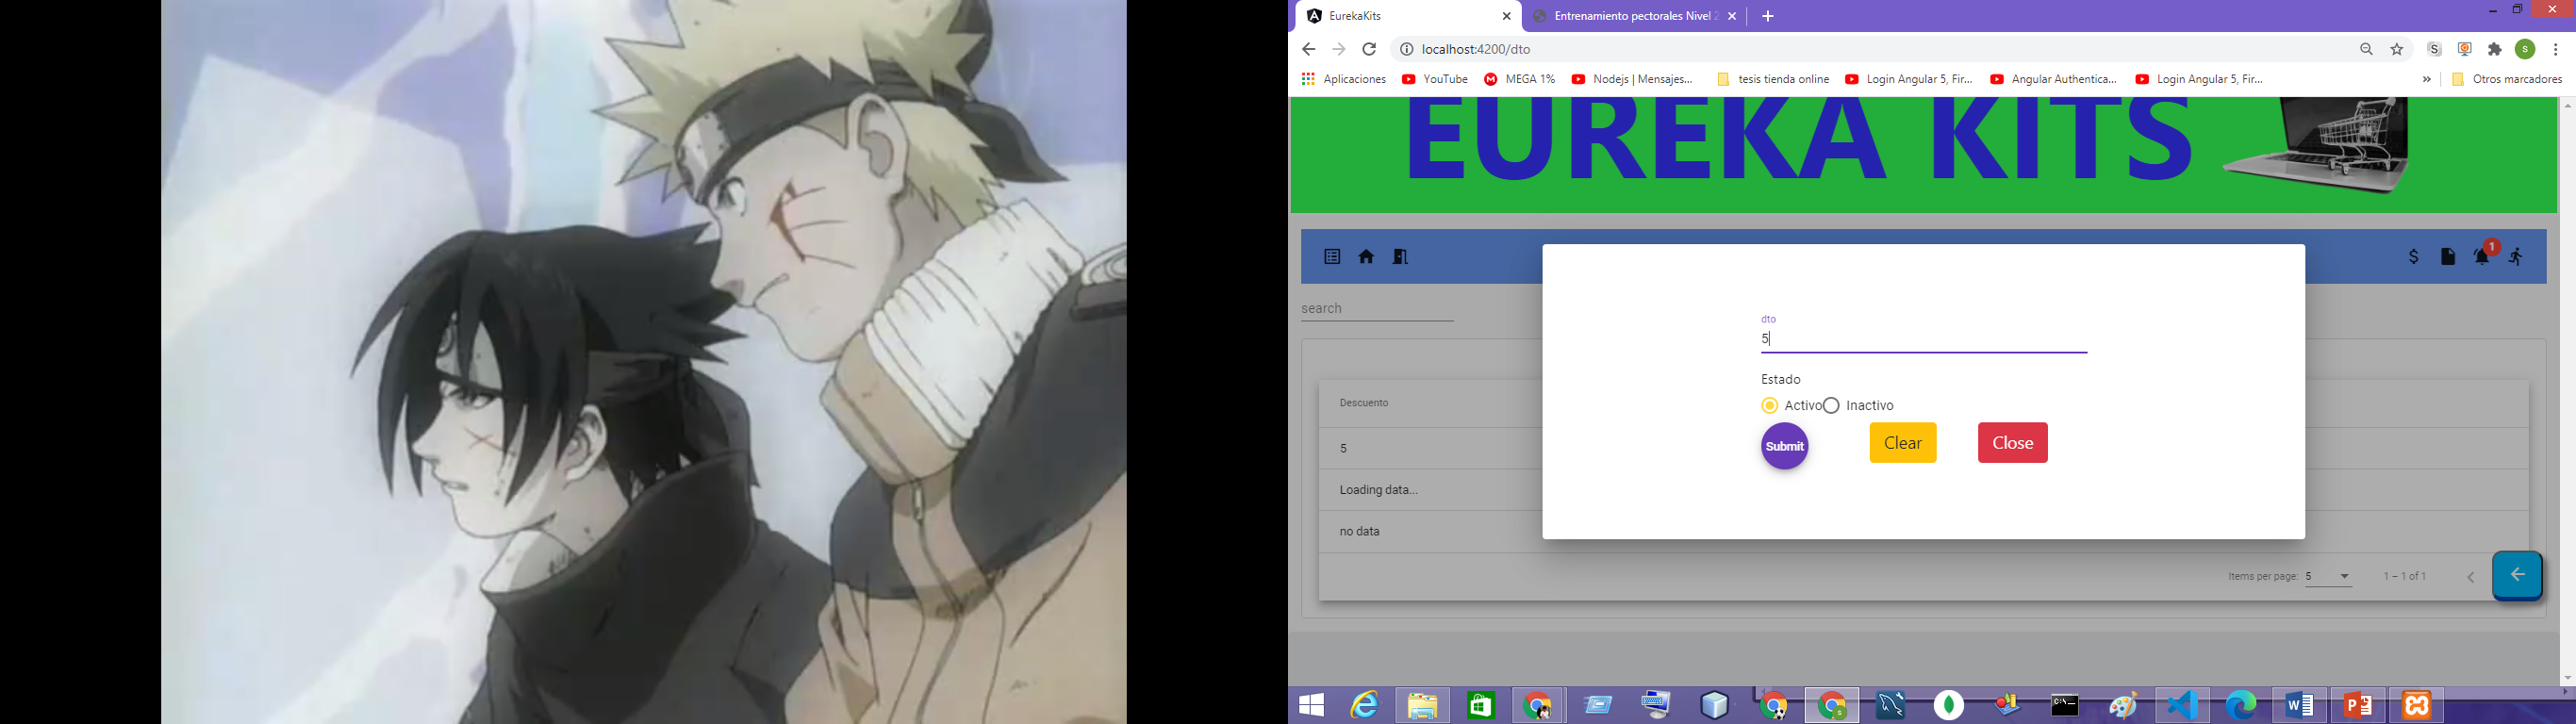 EurekaKits
Entrenamiento pectorales Nivel 2
localhost:4200/dto
Aplicaciones YouTube MEGA 1% Nodejs | Mensajes... tesis tienda online Login Angular 5, Fir... Angular Authentica... Login Angular 5, Fir... » Otros marcadores
EUREKA KITS
1
search
dto
5
Estado
Activo Inactivo
Submit Clear Close
Descuento
5
Loading data...
no data
Items per page: 5 1 – 1 of 1